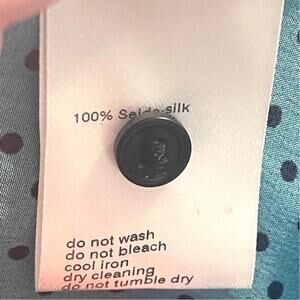 100% Seide-silk
do not wash
do not bleach
cool iron
dry cleaning
do not tumble dry